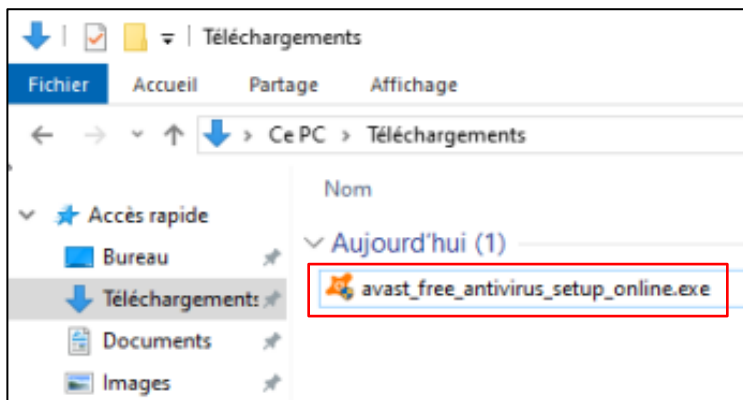 Téléchargements
Fichier Accueil Partage Affichage
Ce PC > Téléchargements
Nom
Accès rapide
Aujourd'hui (1)
Bureau
Téléchargements
avast_free_antivirus_setup_online.exe
Documents
Images